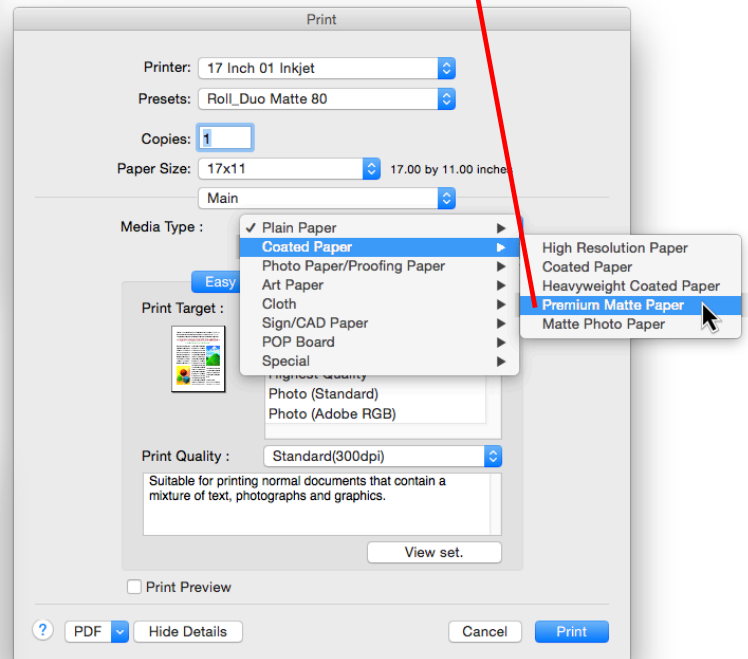 Print
Printer: 17 Inch 01 Inkjet
Presets: Roll_Duo Matte 80
Copies: 1
Paper Size: 17x11 17.00 by 11.00 inches
Main
Media Type :
✓ Plain Paper
Coated Paper
Photo Paper/Proofing Paper
Art Paper
Cloth
Sign/CAD Paper
POP Board
Special
High Resolution Paper
Coated Paper
Heavyweight Coated Paper
Premium Matte Paper
Matte Photo Paper
Easy
Print Target :
Highest Quality
Photo (Standard)
Photo (Adobe RGB)
Print Quality : Standard(300dpi)
Suitable for printing normal documents that contain a
mixture of text, photographs and graphics.
View set.
Print Preview
? PDF Hide Details Cancel Print